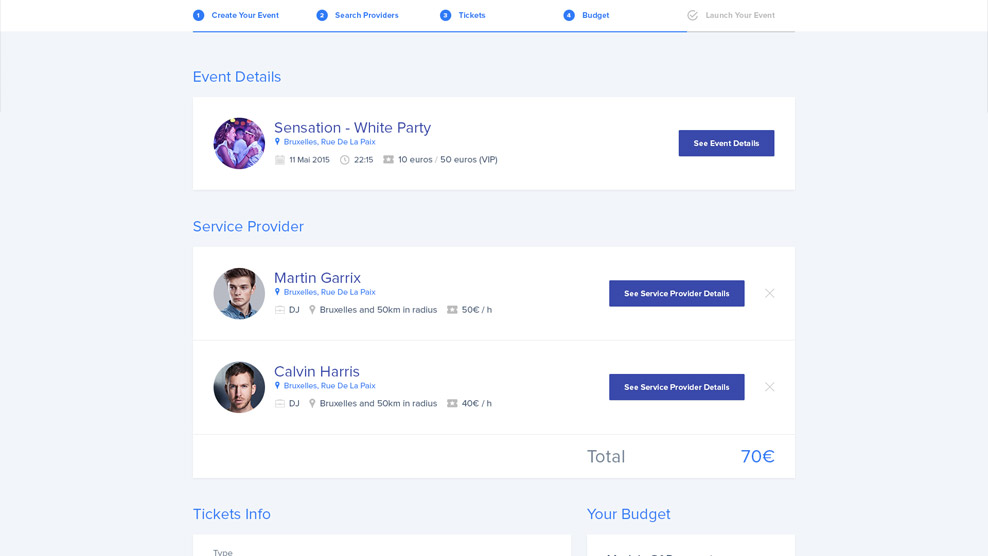 1 Create Your Event 2 Search Providers 3 Tickets 4 Budget Launch Your Event
Event Details
Sensation - White Party
Bruxelles, Rue De La Paix
11 Mai 2015 22:15 10 euros / 50 euros (VIP)
See Event Details
Service Provider
Martin Garrix
Bruxelles, Rue De La Paix
DJ Bruxelles and 50km in radius 50€ / h
See Service Provider Details
Calvin Harris
Bruxelles, Rue De La Paix
DJ Bruxelles and 50km in radius 40€ / h
See Service Provider Details
Total 70€
Tickets Info
Type
Your Budget